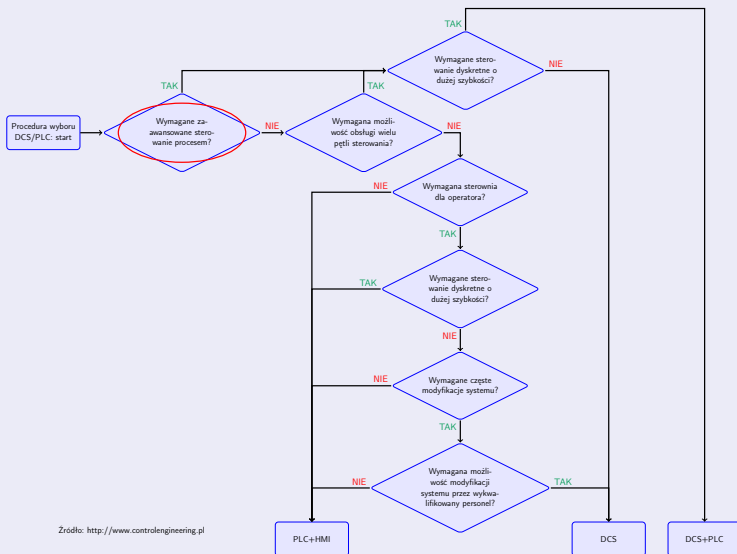 TAK
Wymagane stero-
wanie dyskretne o
dużej szybkości?
NIE
TAK
TAK
Procedura wyboru
DCS/PLC: start
Wymagane za-
awansowane stero-
wanie procesem?
NIE
Wymagana możli-
wość obsługi wielu
pętli sterowania?
NIE
NIE
Wymagana sterownia
dla operatora?
TAK
TAK
Wymagane stero-
wanie dyskretne o
dużej szybkości?
NIE
NIE
Wymagane częste
modyfikacje systemu?
TAK
NIE
Wymagana możli-
wość modyfikacji
systemu przez wykwa-
lifikowany personel?
TAK
Źródło: http://www.controlengineering.pl
PLC+HMI
DCS
DCS+PLC